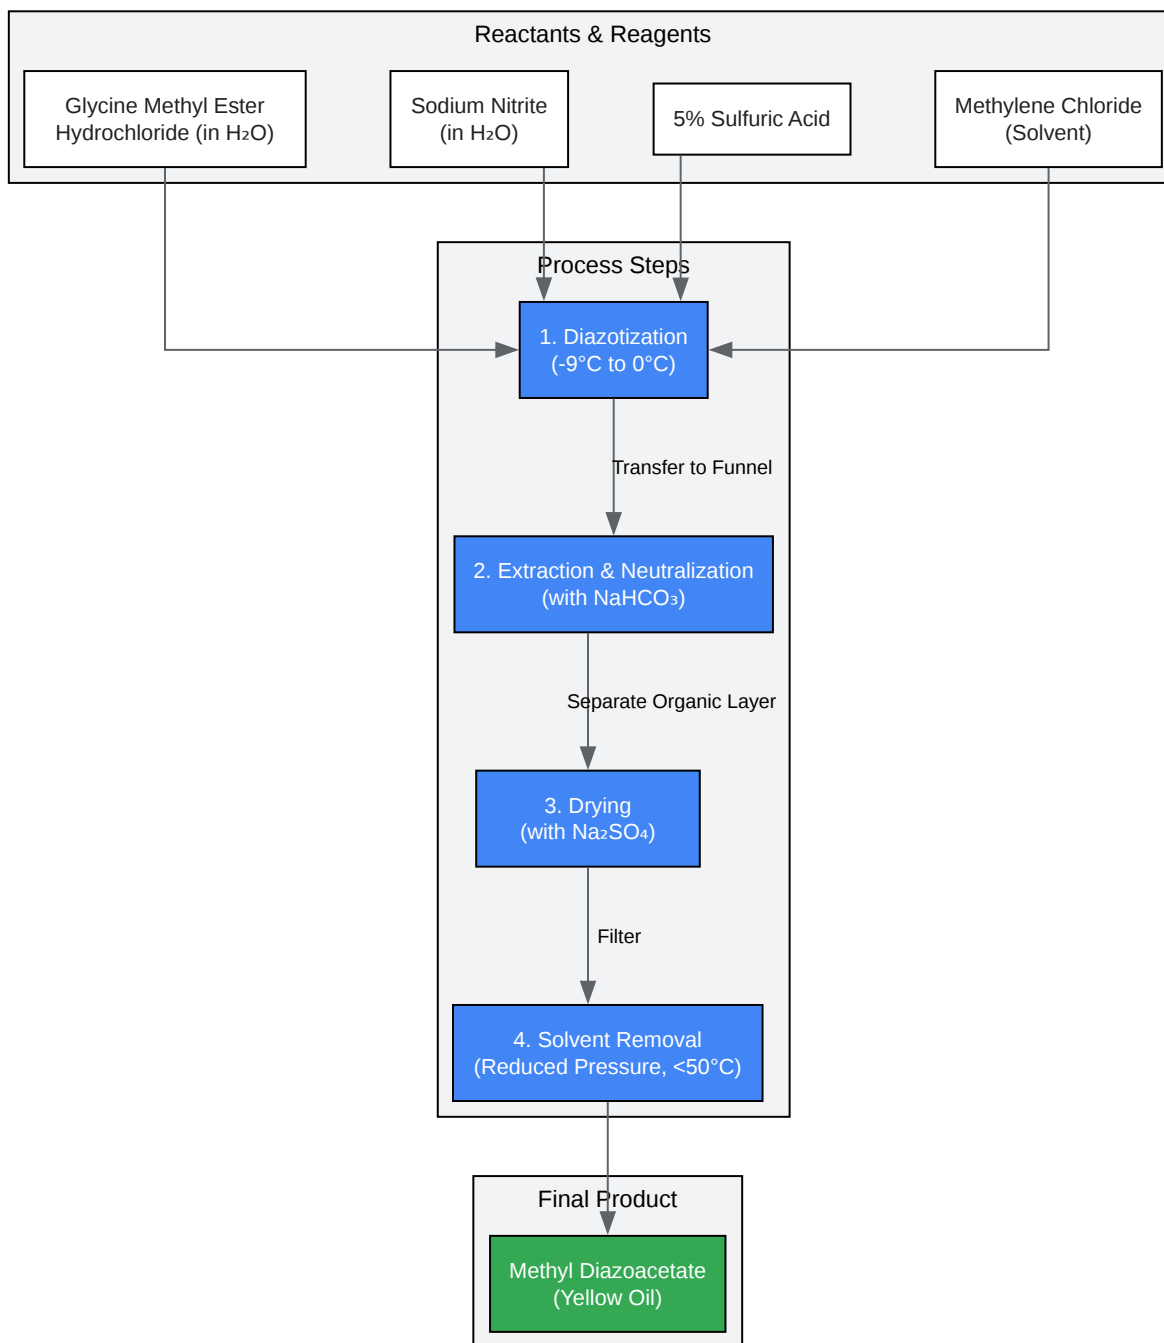 Reactants & Reagents
Glycine Methyl Ester
Hydrochloride (in H₂O)
Sodium Nitrite
(in H₂O)
5% Sulfuric Acid
Methylene Chloride
(Solvent)
Process Steps
1. Diazotization
(-9°C to 0°C)
Transfer to Funnel
2. Extraction & Neutralization
(with NaHCO₃)
Separate Organic Layer
3. Drying
(with Na₂SO₄)
Filter
4. Solvent Removal
(Reduced Pressure, <50°C)
Final Product
Methyl Diazoacetate
(Yellow Oil)